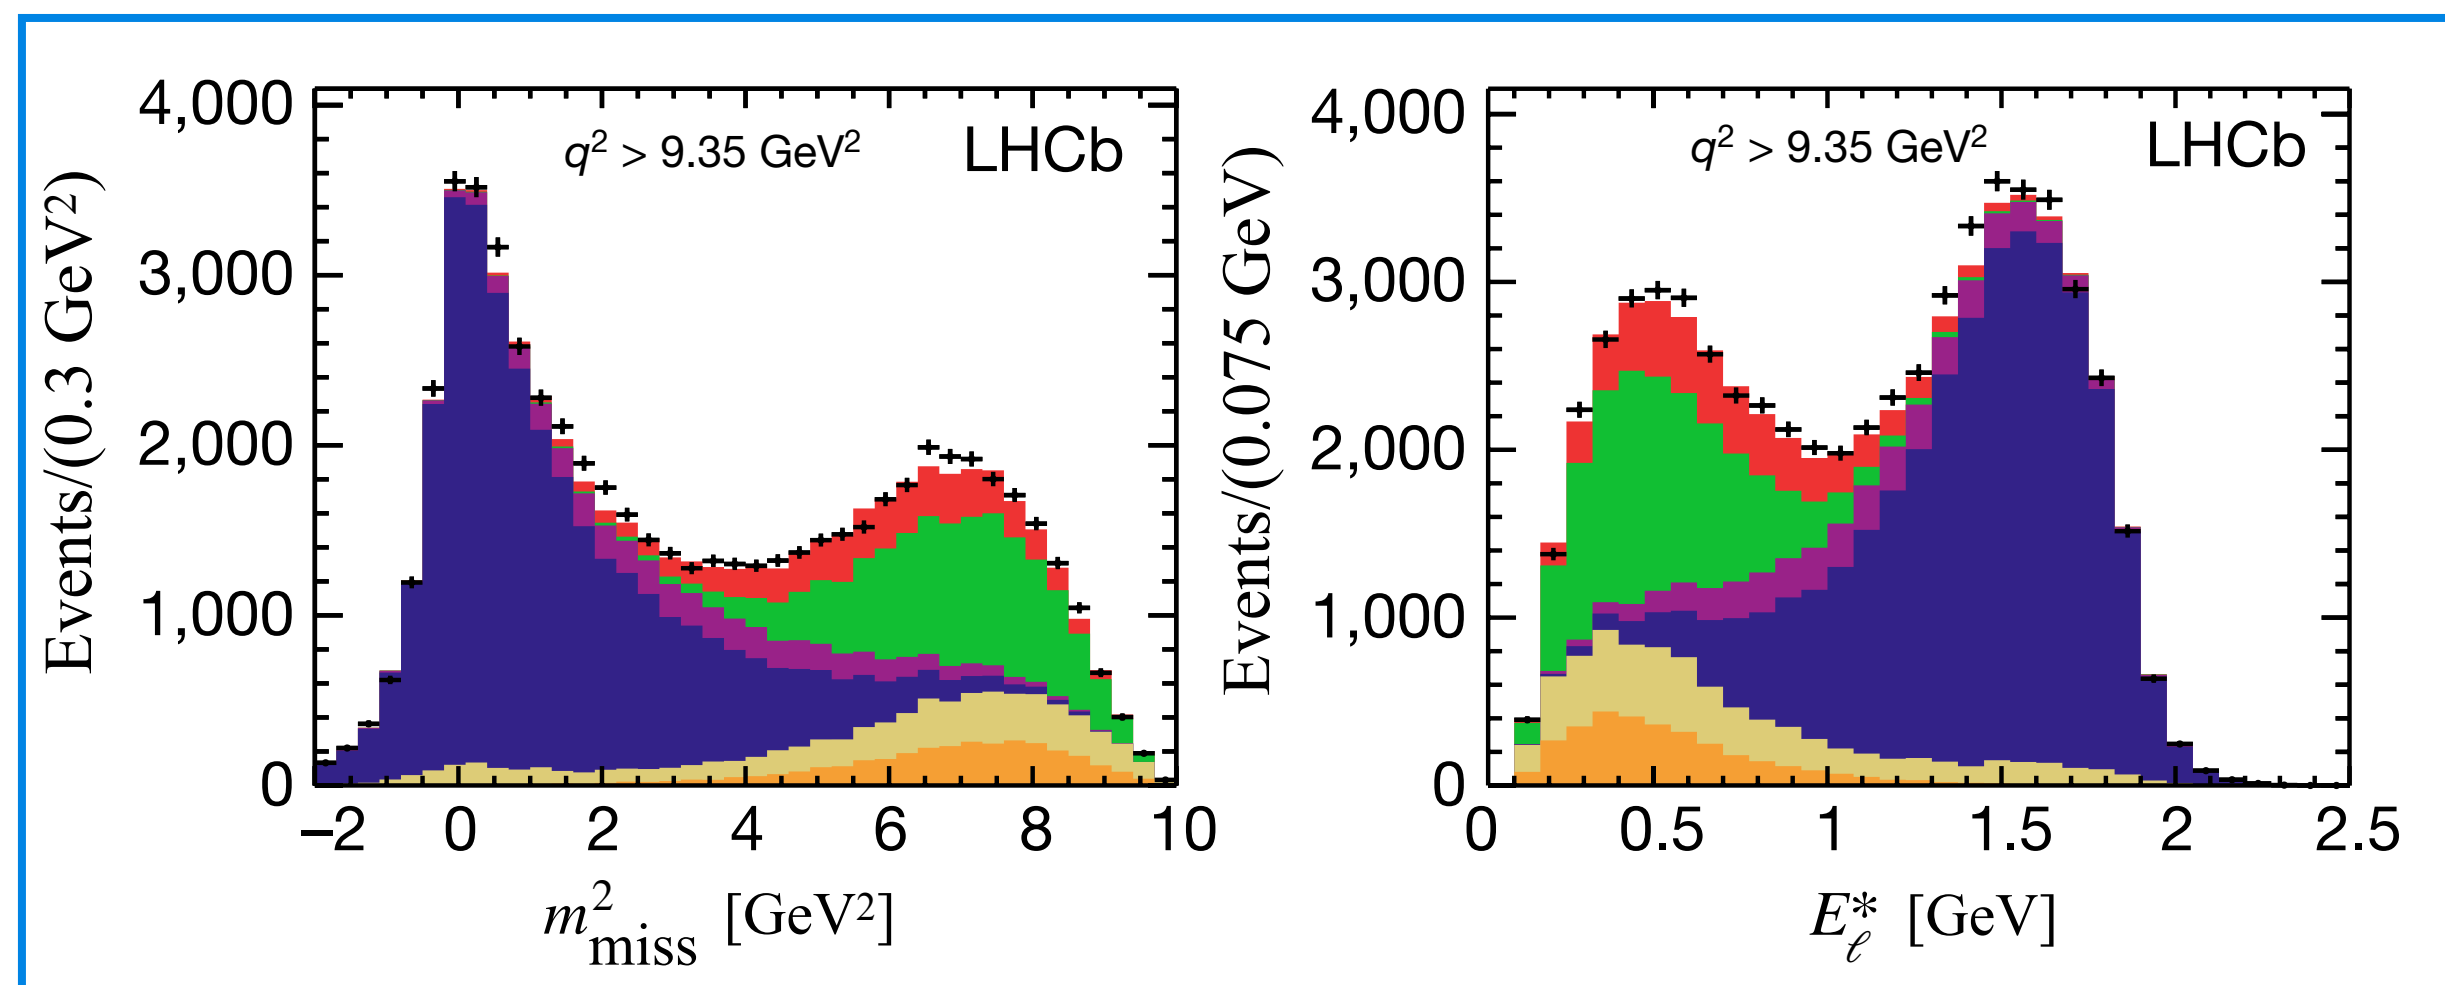 4,000
3,000
2,000
1,000
0
Events/(0.3 GeV²)
q² > 9.35 GeV²
LHCb
−2 0 2 4 6 8 10
m²miss [GeV²]
4,000
3,000
2,000
1,000
0
Events/(0.075 GeV)
q² > 9.35 GeV²
LHCb
0 0.5 1 1.5 2 2.5
E*ℓ [GeV]